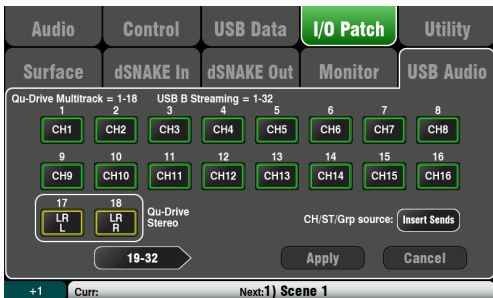 Audio Control USB Data I/O Patch Utility
Surface dSNAKE In dSNAKE Out Monitor USB Audio
Qu-Drive Multitrack = 1-18 USB B Streaming = 1-32
1 2 3 4 5 6 7 8
CH1 CH2 CH3 CH4 CH5 CH6 CH7 CH8
9 10 11 12 13 14 15 16
CH9 CH10 CH11 CH12 CH13 CH14 CH15 CH16
17 18
LR L LR R Qu-Drive Stereo CH/ST/Grp source: Insert Sends
19-32 Apply Cancel
+1 Curr: Next:1) Scene 1